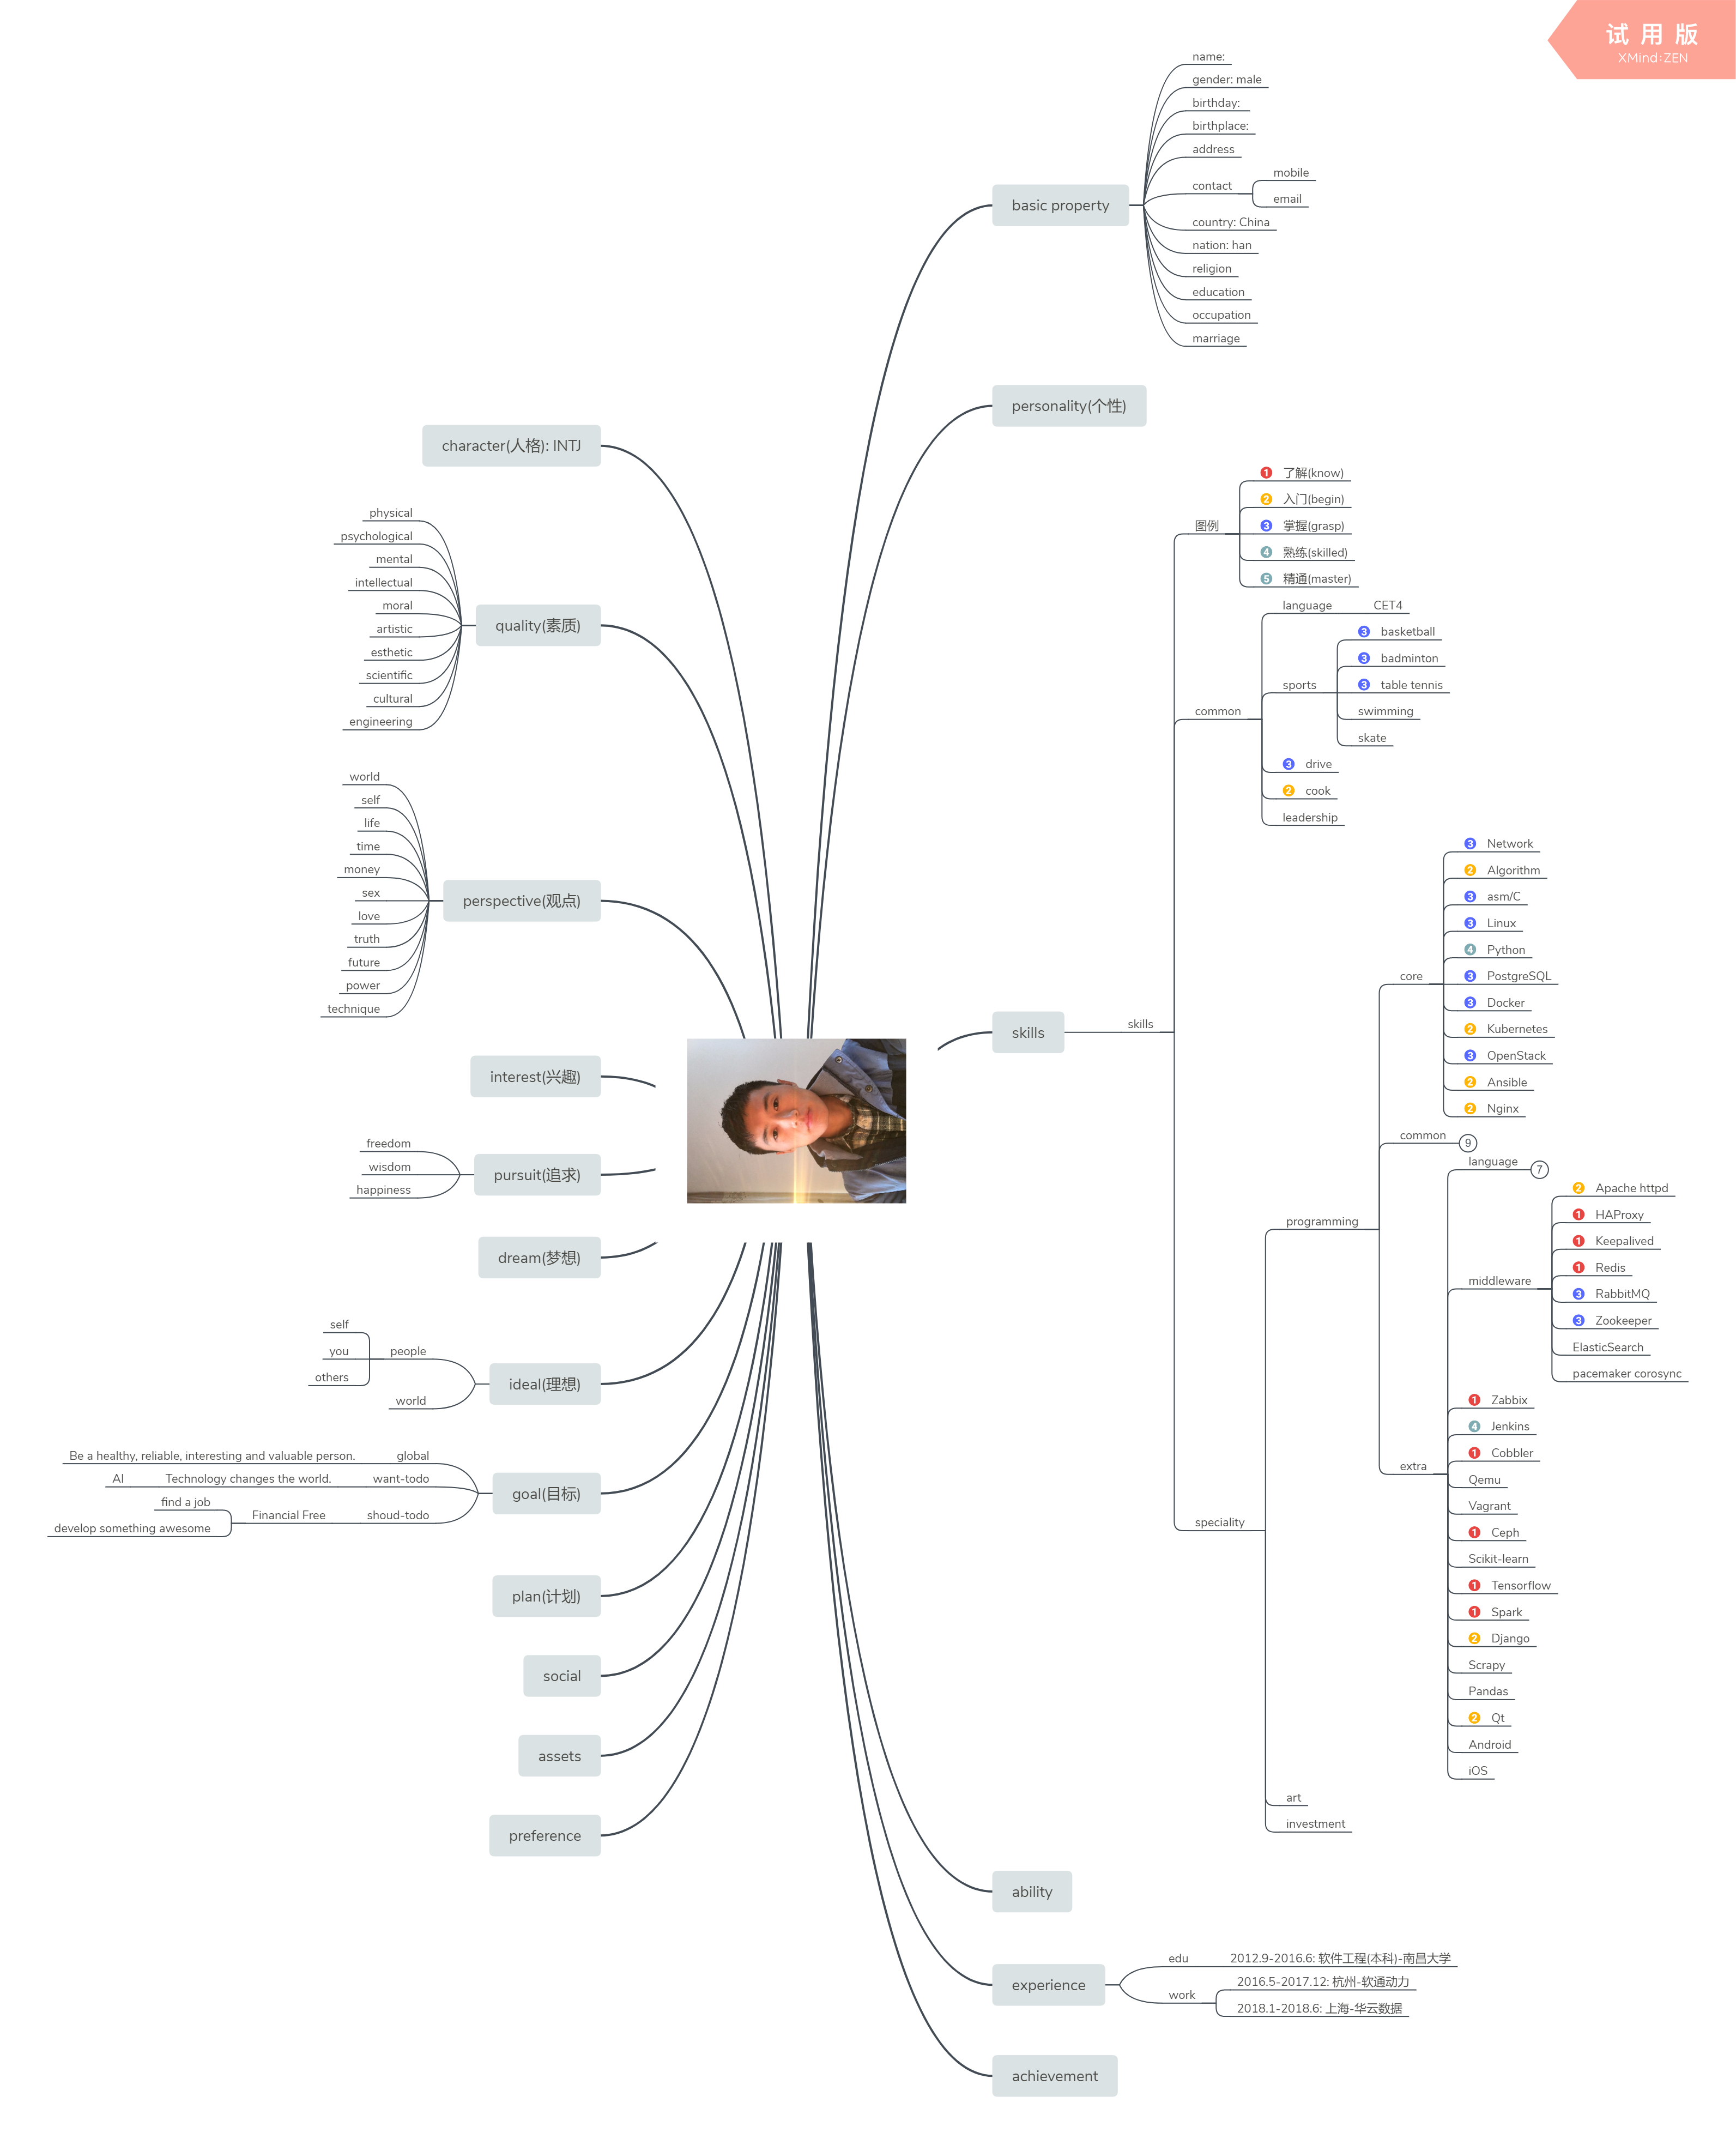 试用版
XMind:ZEN
basic property
name:
gender: male
birthday:
birthplace:
address
contact
mobile
email
country: China
nation: han
religion
education
occupation
marriage
personality(个性)
skills
skills
图例
1 了解(know)
2 入门(begin)
3 掌握(grasp)
4 熟练(skilled)
5 精通(master)
common
language
CET4
sports
3 basketball
3 badminton
3 table tennis
swimming
skate
3 drive
2 cook
leadership
speciality
programming
core
3 Network
2 Algorithm
3 asm/C
3 Linux
4 Python
3 PostgreSQL
3 Docker
2 Kubernetes
3 OpenStack
2 Ansible
2 Nginx
common 9
extra
language 7
middleware
2 Apache httpd
1 HAProxy
1 Keepalived
1 Redis
3 RabbitMQ
3 Zookeeper
ElasticSearch
pacemaker corosync
1 Zabbix
4 Jenkins
1 Cobbler
Qemu
Vagrant
1 Ceph
Scikit-learn
1 Tensorflow
1 Spark
2 Django
Scrapy
Pandas
2 Qt
Android
iOS
art
investment
ability
experience
edu
2012.9-2016.6: 软件工程(本科)-南昌大学
work
2016.5-2017.12: 杭州-软通动力
2018.1-2018.6: 上海-华云数据
achievement
character(人格): INTJ
quality(素质)
physical
psychological
mental
intellectual
moral
artistic
esthetic
scientific
cultural
engineering
perspective(观点)
world
self
life
time
money
sex
love
truth
future
power
technique
interest(兴趣)
pursuit(追求)
freedom
wisdom
happiness
dream(梦想)
ideal(理想)
people
self
you
others
world
goal(目标)
global
Be a healthy, reliable, interesting and valuable person.
want-todo
Technology changes the world.
AI
shoud-todo
Financial Free
find a job
develop something awesome
plan(计划)
social
assets
preference